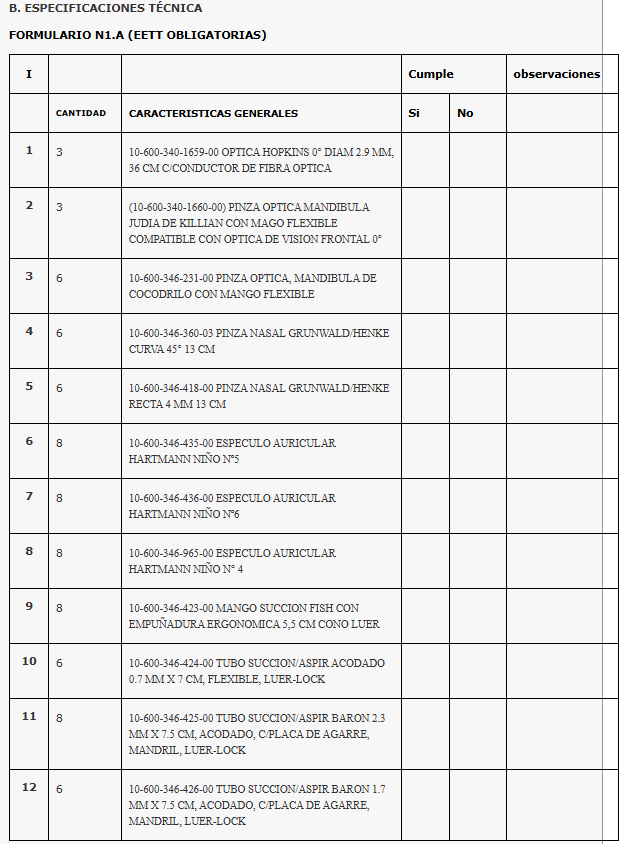 B. ESPECIFICACIONES TÉCNICA
FORMULARIO N1.A (EETT OBLIGATORIAS)
I Cumple observaciones
CANTIDAD CARACTERISTICAS GENERALES Si No
1 3 10-600-340-1659-00 OPTICA HOPKINS 0° DIAM 2.9 MM,
36 CM C/CONDUCTOR DE FIBRA OPTICA
2 3 (10-600-340-1660-00) PINZA OPTICA MANDIBULA
JUDIA DE KILLIAN CON MAGO FLEXIBLE
COMPATIBLE CON OPTICA DE VISION FRONTAL 0°
3 6 10-600-346-231-00 PINZA OPTICA, MANDIBULA DE
COCODRILO CON MANGO FLEXIBLE
4 6 10-600-346-360-03 PINZA NASAL GRUNWALD/HENKE
CURVA 45° 13 CM
5 6 10-600-346-418-00 PINZA NASAL GRUNWALD/HENKE
RECTA 4 MM 13 CM
6 8 10-600-346-435-00 ESPECULO AURICULAR
HARTMANN NIÑO Nº5
7 8 10-600-346-436-00 ESPECULO AURICULAR
HARTMANN NIÑO Nº6
8 8 10-600-346-965-00 ESPECULO AURICULAR
HARTMANN NIÑO N° 4
9 8 10-600-346-423-00 MANGO SUCCION FISH CON
EMPUÑADURA ERGONOMICA 5,5 CM CONO LUER
10 6 10-600-346-424-00 TUBO SUCCION/ASPIR ACODADO
0.7 MM X 7 CM, FLEXIBLE, LUER-LOCK
11 8 10-600-346-425-00 TUBO SUCCION/ASPIR BARON 2.3
MM X 7.5 CM, ACODADO, C/PLACA DE AGARRE,
MANDRIL, LUER-LOCK
12 6 10-600-346-426-00 TUBO SUCCION/ASPIR BARON 1.7
MM X 7.5 CM, ACODADO, C/PLACA DE AGARRE,
MANDRIL, LUER-LOCK